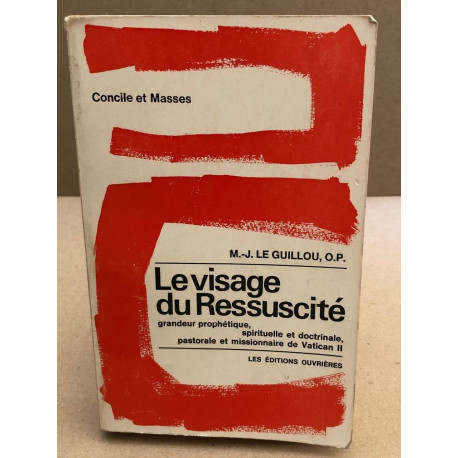 Concile et Masses
M.-J. LE GUILLOU, O.P.
Le visage
du Ressuscité
grandeur prophétique,
spirituelle et doctrinale,
pastorale et missionnaire de Vatican II
LES ÉDITIONS OUVRIÈRES